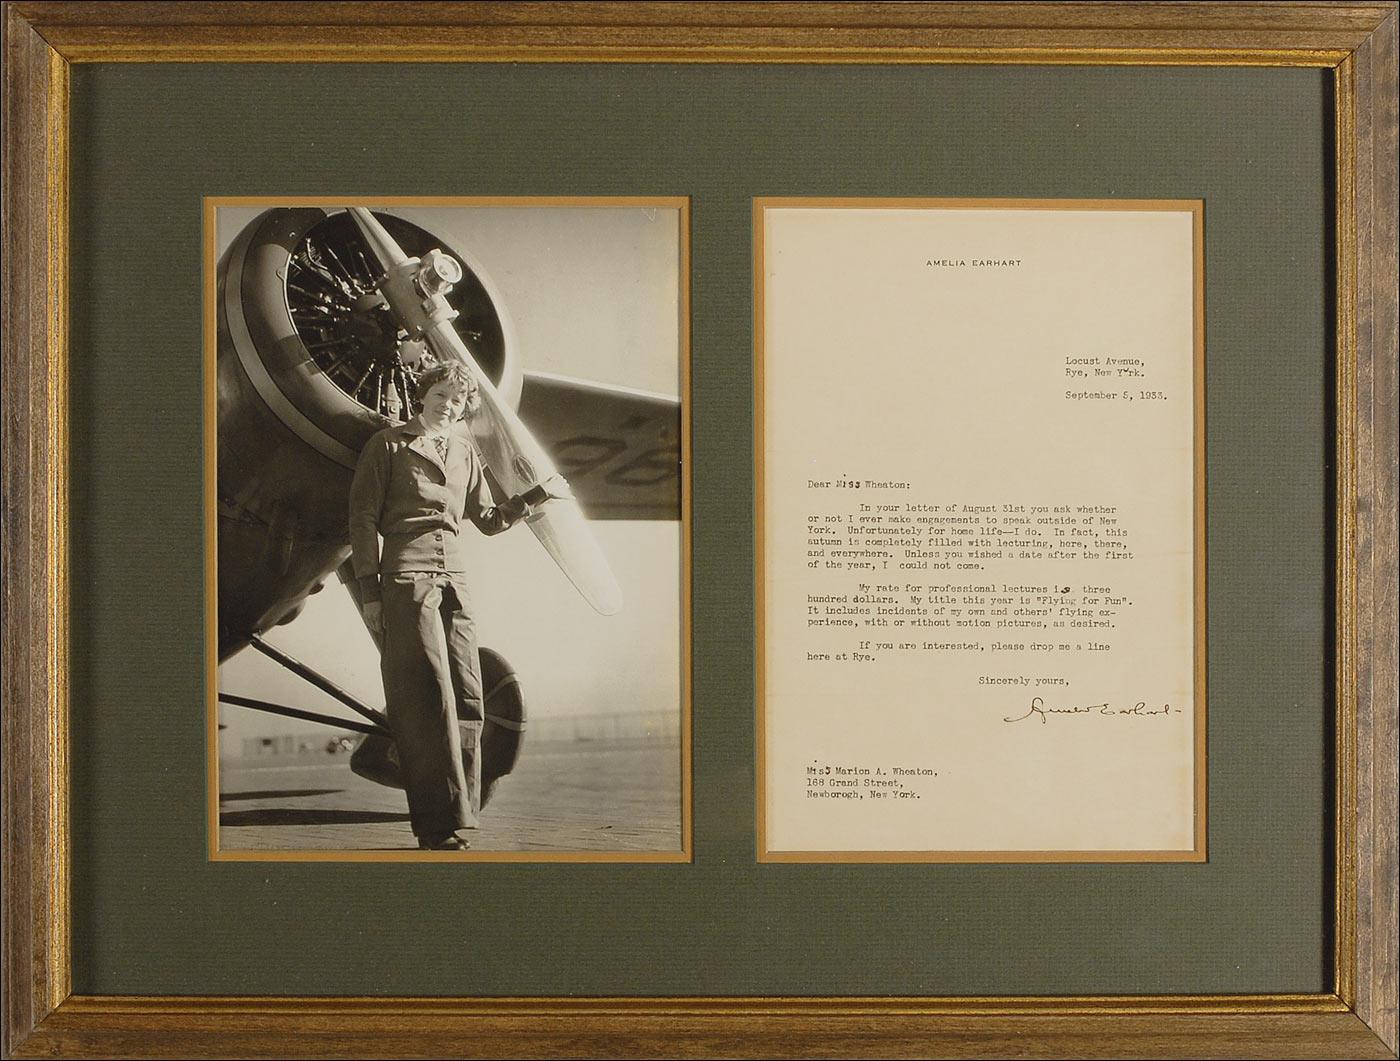 AMELIA EARHART
Locust Avenue,
Rye, New York.
September 5, 1933.
Dear Miss Wheaton:
In your letter of August 31st you ask whether
or not I ever make engagements to speak outside of New
York. Unfortunately for home life--I do. In fact, this
autumn is completely filled with lecturing, here, there,
and everywhere. Unless you wished a date after the first
of the year, I could not come.
My rate for professional lectures is three
hundred dollars. My title this year is "Flying for Fun".
It includes incidents of my own and others' flying ex-
perience, with or without motion pictures, as desired.
If you are interested, please drop me a line
here at Rye.
Sincerely yours,
Amelia Earhart
Miss Marion A. Wheaton,
168 Grand Street,
Newborogh, New York.